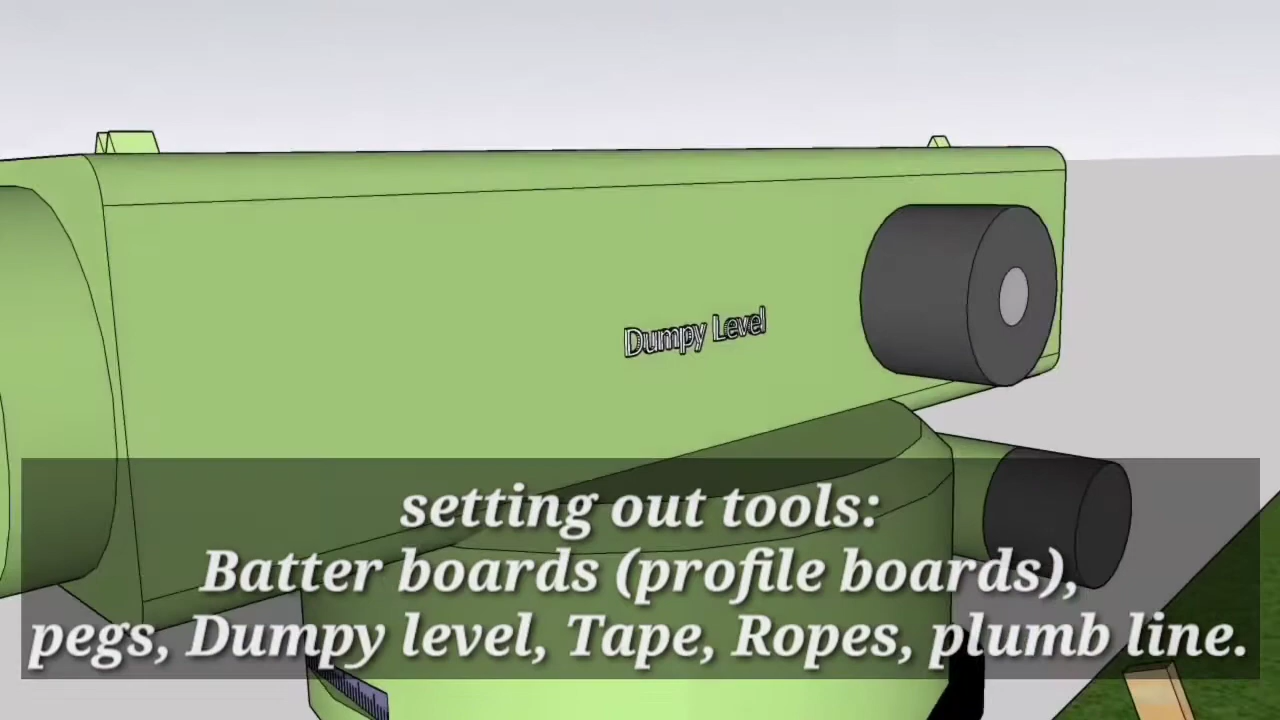 Dumpy Level
setting out tools:
Batter boards (profile boards),
pegs, Dumpy level, Tape, Ropes, plumb line.